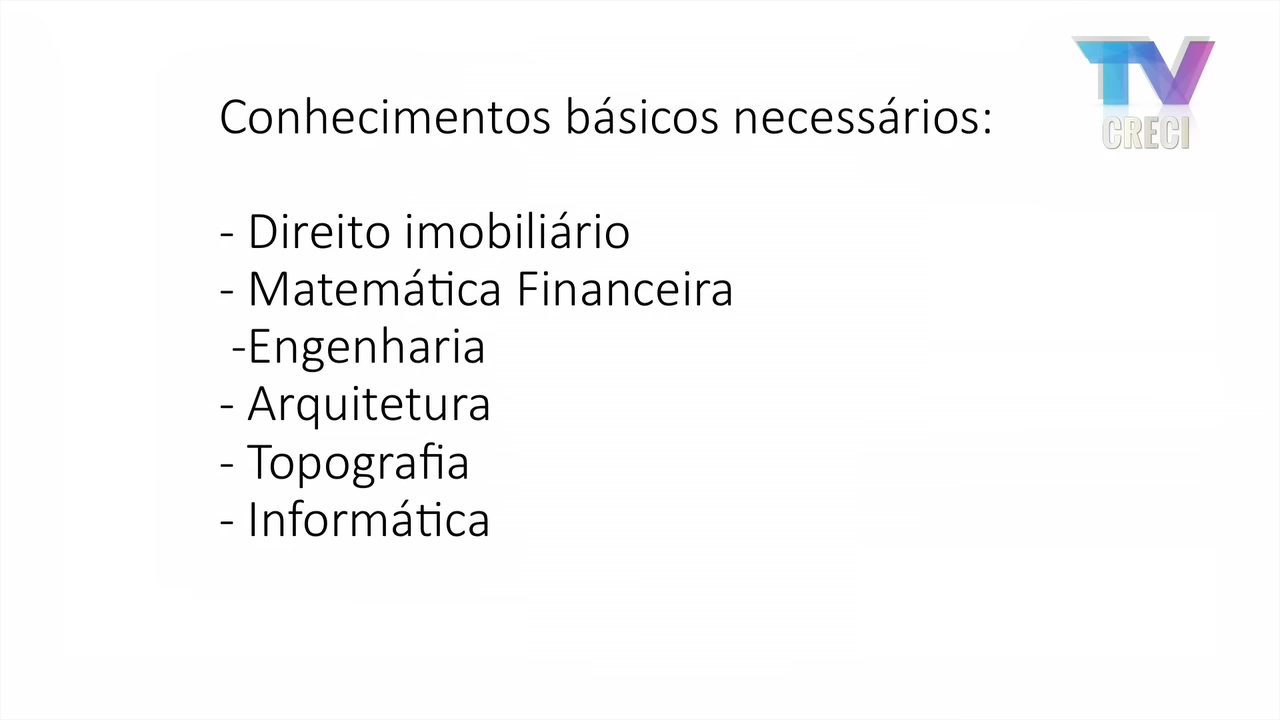 TV
CRECI
Conhecimentos básicos necessários:
- Direito imobiliário
- Matemática Financeira
-Engenharia
- Arquitetura
- Topografia
- Informática